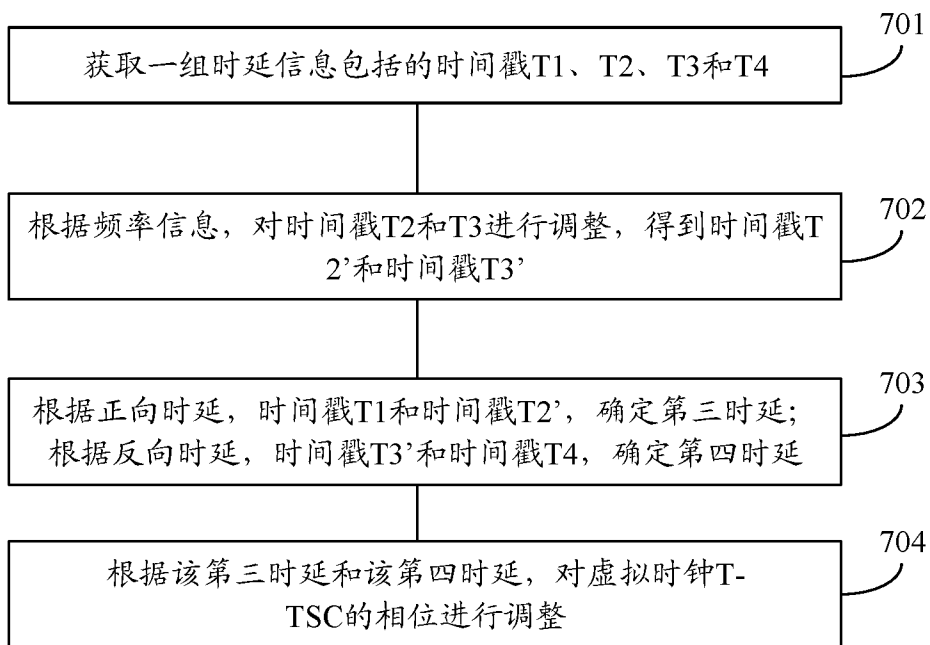 701
获取一组时延信息包括的时间戳T1、T2、T3和T4
702
根据频率信息，对时间戳T2和T3进行调整，得到时间戳T
2’和时间戳T3’
703
根据正向时延，时间戳T1和时间戳T2’，确定第三时延；
根据反向时延，时间戳T3’和时间戳T4，确定第四时延
704
根据该第三时延和该第四时延，对虚拟时钟T-
TSC的相位进行调整